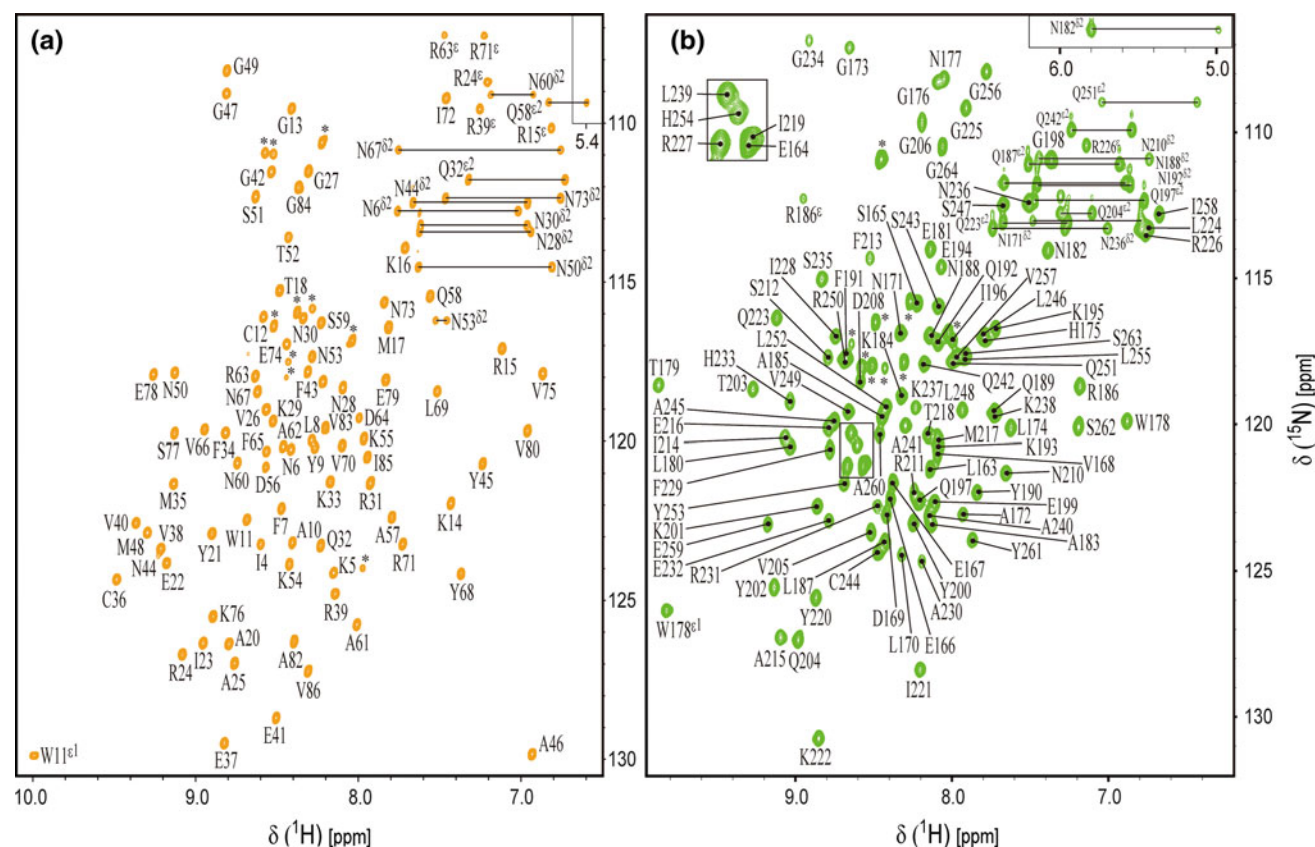 (a)
G49
G47
G13
R63ε
R71ε
R24ε
N60δ2
I72
Q58ε2
R39ε
R15ε
5.4
110
*
*
*
N67δ2
G42
G27
Q32ε2
N44δ2
N73δ2
S51
G84
N6δ2
N30δ2
T52
N28δ2
K16
N50δ2
115
T18
*
*
Q58
*
S59
N73
N53δ2
C12
N30
*
M17
E74
*
N53
R15
R63
*
F43
E79
E78
N50
L69
V75
N67
K29
N28
V26
A62
L8
V83
D64
V66
F65
K55
V80
120
S77
F34
N6
Y9
V70
I85
N60
D56
Y45
M35
K33
R31
K14
V40
F7
A57
M48
V38
W11
A10
Q32
R71
N44
Y21
I4
E22
K54
K5
*
Y68
C36
R39
125
K76
A61
I23
A20
R24
A25
A82
V86
E41
E37
W11ε1
A46
130
10.0
9.0
8.0
7.0
δ (¹H) [ppm]
(b)
N182δ2
6.0
5.0
G234
G173
N177
L239
G176
G256
Q251ε2
H254
I219
G206
G225
Q242ε2
R227
E164
*
G264
G198
R226ε
N210δ2
Q187ε2
N188δ2
N192δ2
R186ε
N236
Q197ε2
S247
Q204ε2
I258
S165
S243
E181
Q223ε2
N171δ2
N236δ2
L224
F213
E194
N182
R226
S235
I228
F191
N171
N188
Q192
V257
S212
R250
D208
I196
L246
Q223
K195
L252
*
*
K184
*
H175
T179
H233
A185
*
S263
T203
V249
*
*
*
L255
K237
Q251
A245
L248
Q242
Q189
R186
E216
T218
K238
I214
A241
L174
S262
W178
L180
M217
K193
F229
R211
L163
V168
A260
N210
Y253
Q197
Y190
K201
E199
E259
A172
E232
A240
R231
V205
A183
Y261
Y202
L187
C244
E167
Y200
Y220
A230
W178ε1
D169
L170
E166
A215
Q204
I221
K222
110
115
120
125
130
δ (¹⁵N) [ppm]
9.0
8.0
7.0
δ (¹H) [ppm]